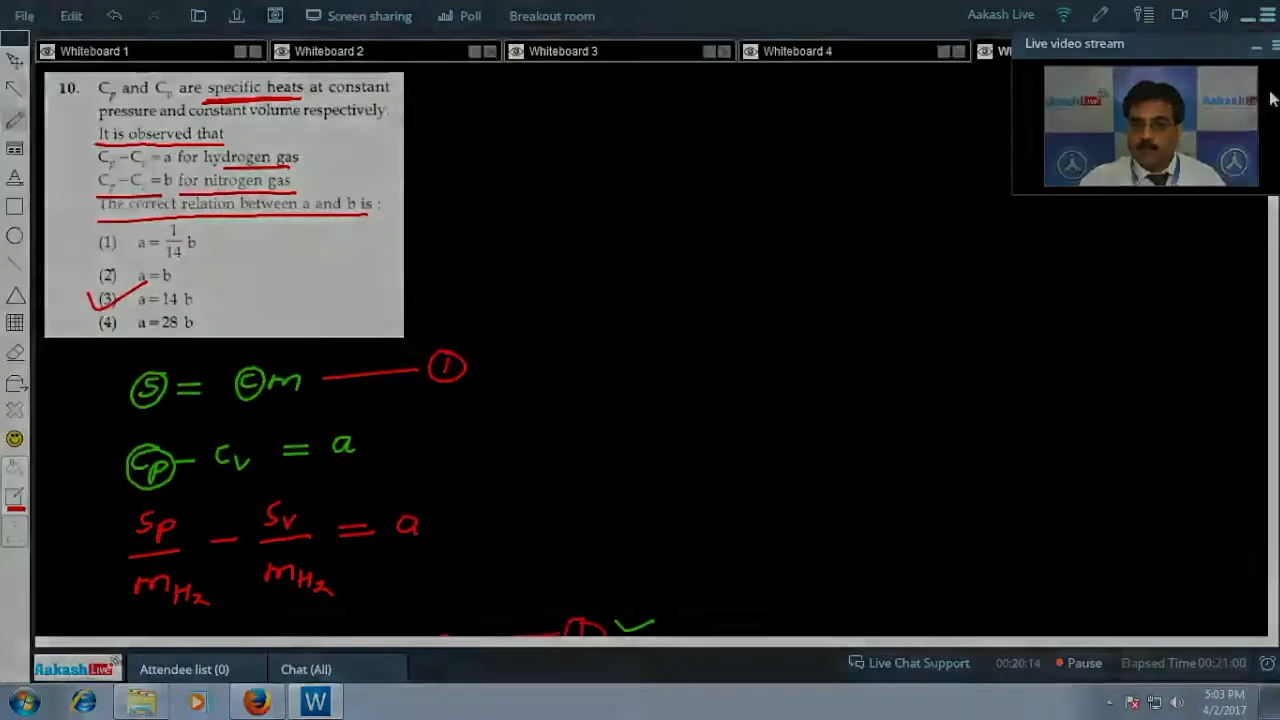 File Edit Screen sharing Poll Breakout room Aakash Live
Whiteboard 1 Whiteboard 2 Whiteboard 3 Whiteboard 4
Live video stream
AakashLive
10. Cp and Cp are specific heats at constant
pressure and constant volume respectively.
It is observed that
Cp − C = a for hydrogen gas
Cp − C = b for nitrogen gas
The correct relation between a and b is :
(1) a = 1/14 b
(2) a = b
(3) a = 14 b
(4) a = 28 b
S = cm ①
Cp − Cv = a
Sp/mH2 − Sv/mH2 = a
①
AakashLive Attendee list (0) Chat (All) Live Chat Support 00:20:14 Pause Elapsed Time 00:21:00
5:03 PM
4/2/2017